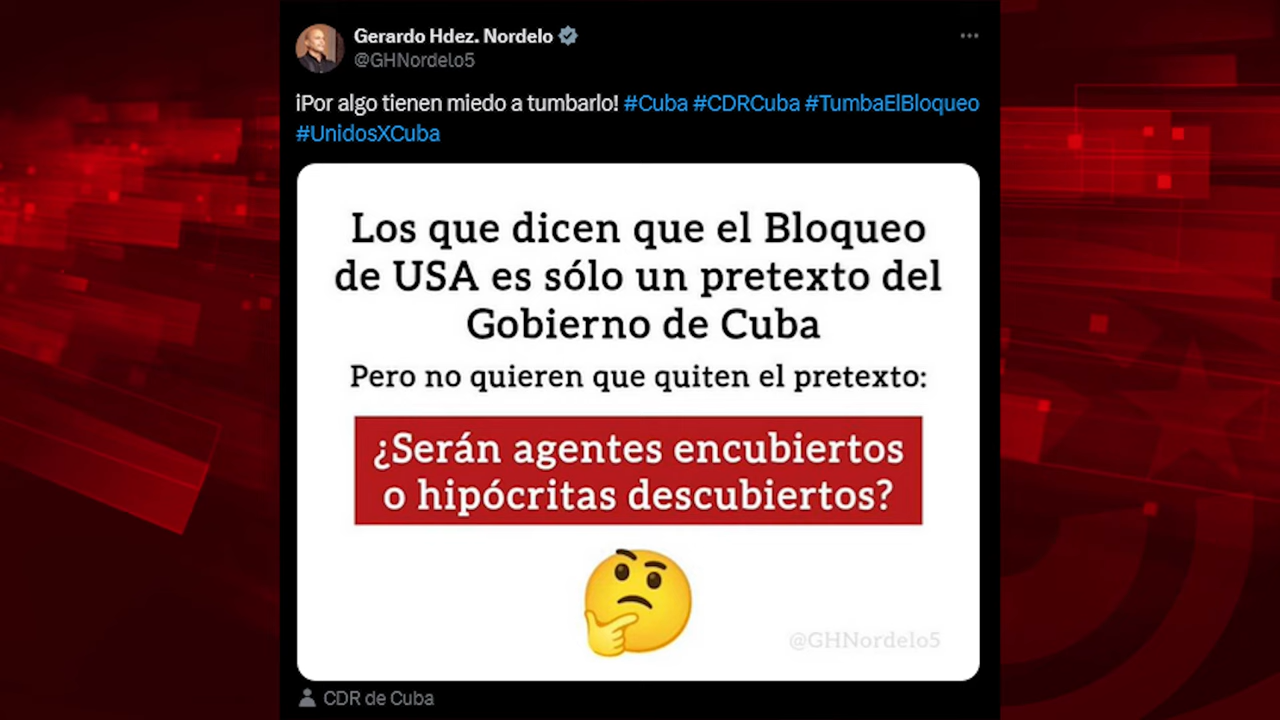 Gerardo Hdez. Nordelo
@GHNordelo5
¡Por algo tienen miedo a tumbarlo! #Cuba #CDRCuba #TumbaElBloqueo
#UnidosXCuba
Los que dicen que el Bloqueo
de USA es sólo un pretexto del
Gobierno de Cuba
Pero no quieren que quiten el pretexto:
¿Serán agentes encubiertos
o hipócritas descubiertos?
@GHNordelo5
CDR de Cuba